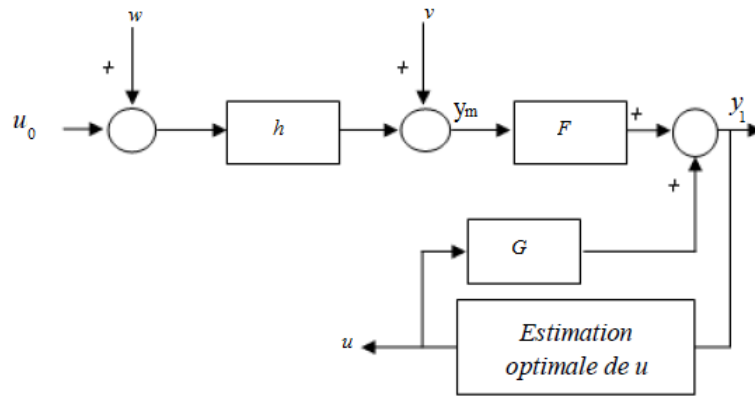 w
v
+
+
u₀
h
yₘ
F
+
y₁
+
G
u
Estimation
optimale de u